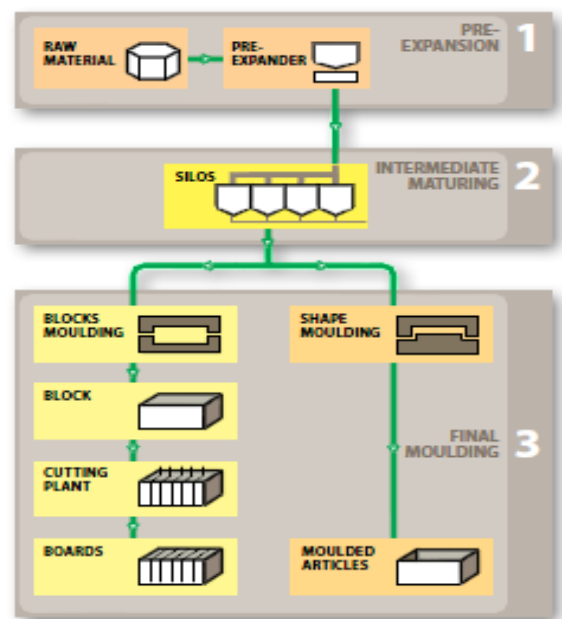 RAW
MATERIAL
PRE-
EXPANDER
PRE-
EXPANSION
1
SILOS
INTERMEDIATE
MATURING
2
BLOCKS
MOULDING
SHAPE
MOULDING
BLOCK
FINAL
MOULDING
3
CUTTING
PLANT
BOARDS
MOULDED
ARTICLES